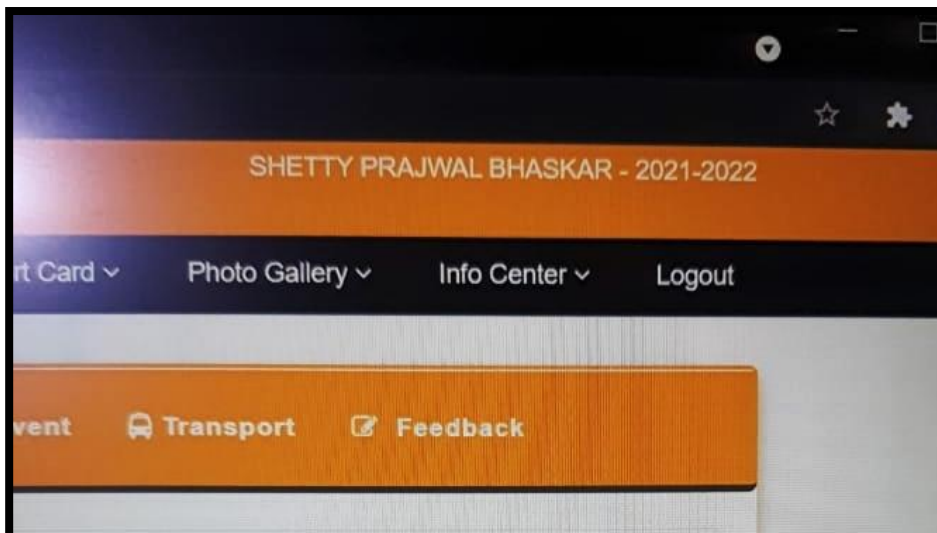 SHETTY PRAJWAL BHASKAR - 2021-2022
rt Card Photo Gallery Info Center Logout
vent Transport Feedback